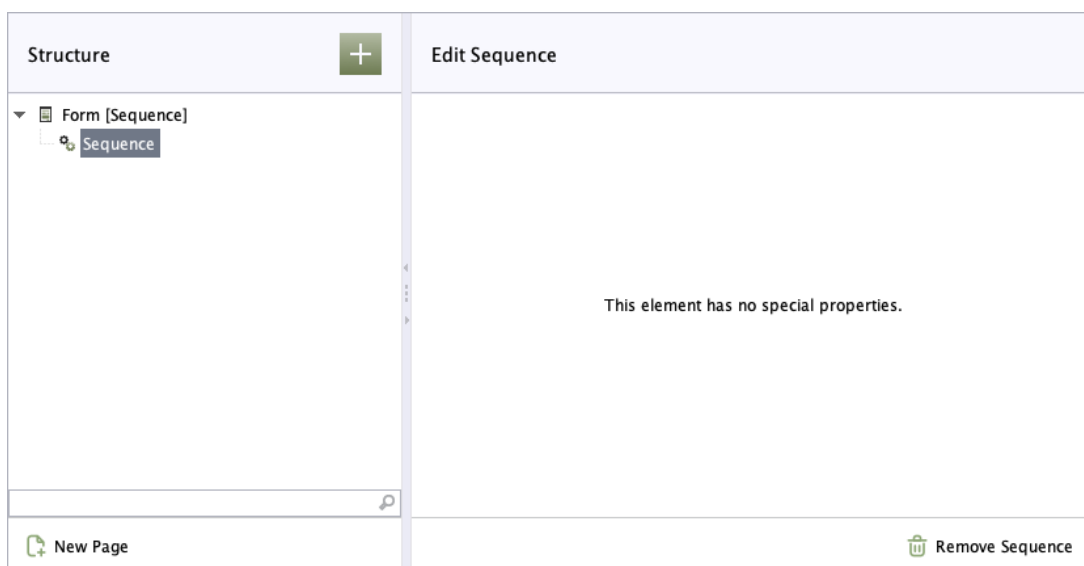 Structure
Edit Sequence
Form [Sequence]
Sequence
This element has no special properties.
New Page
Remove Sequence